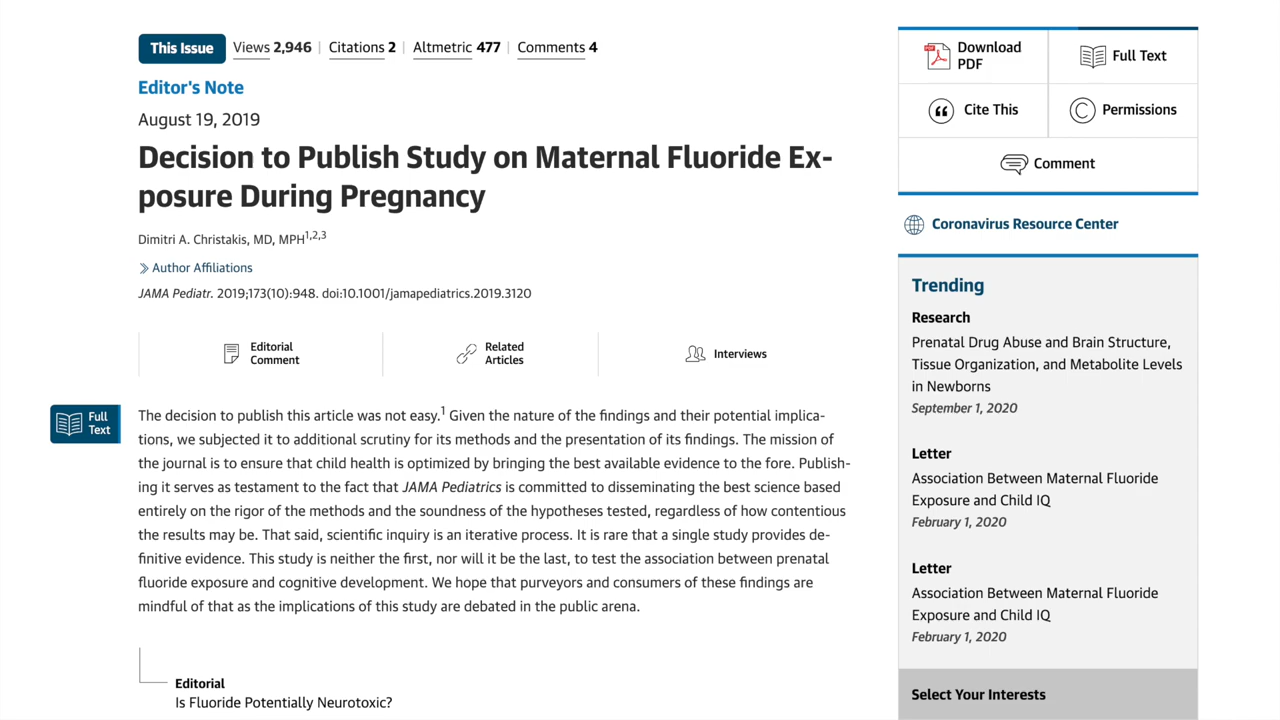 This Issue Views 2,946 | Citations 2 | Altmetric 477 | Comments 4
Editor's Note
August 19, 2019
Decision to Publish Study on Maternal Fluoride Ex-
posure During Pregnancy
Dimitri A. Christakis, MD, MPH1,2,3
Author Affiliations
JAMA Pediatr. 2019;173(10):948. doi:10.1001/jamapediatrics.2019.3120
Editorial
Comment
Related
Articles
Interviews
Full
Text
The decision to publish this article was not easy.1 Given the nature of the findings and their potential implica-
tions, we subjected it to additional scrutiny for its methods and the presentation of its findings. The mission of
the journal is to ensure that child health is optimized by bringing the best available evidence to the fore. Publish-
ing it serves as testament to the fact that JAMA Pediatrics is committed to disseminating the best science based
entirely on the rigor of the methods and the soundness of the hypotheses tested, regardless of how contentious
the results may be. That said, scientific inquiry is an iterative process. It is rare that a single study provides de-
finitive evidence. This study is neither the first, nor will it be the last, to test the association between prenatal
fluoride exposure and cognitive development. We hope that purveyors and consumers of these findings are
mindful of that as the implications of this study are debated in the public arena.
Editorial
Is Fluoride Potentially Neurotoxic?
Download
PDF
Full Text
Cite This
Permissions
Comment
Coronavirus Resource Center
Trending
Research
Prenatal Drug Abuse and Brain Structure,
Tissue Organization, and Metabolite Levels
in Newborns
September 1, 2020
Letter
Association Between Maternal Fluoride
Exposure and Child IQ
February 1, 2020
Letter
Association Between Maternal Fluoride
Exposure and Child IQ
February 1, 2020
Select Your Interests